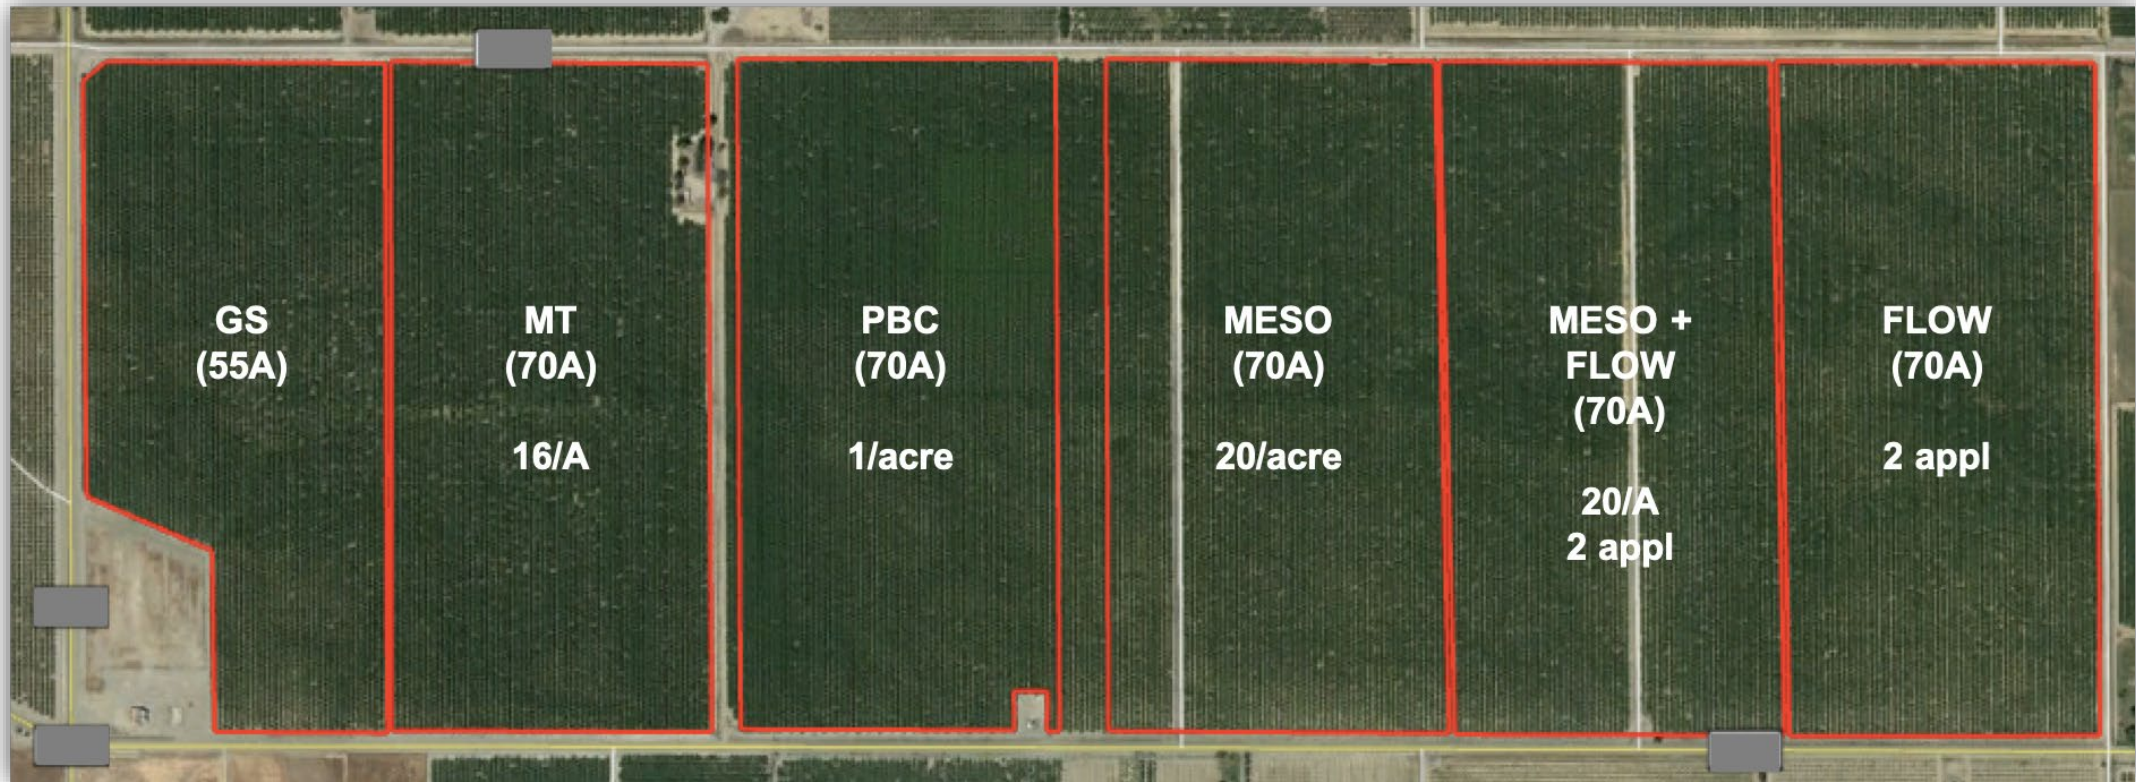 GS
(55A)
MT
(70A)
16/A
PBC
(70A)
1/acre
MESO
(70A)
20/acre
MESO +
FLOW
(70A)
20/A
2 appl
FLOW
(70A)
2 appl